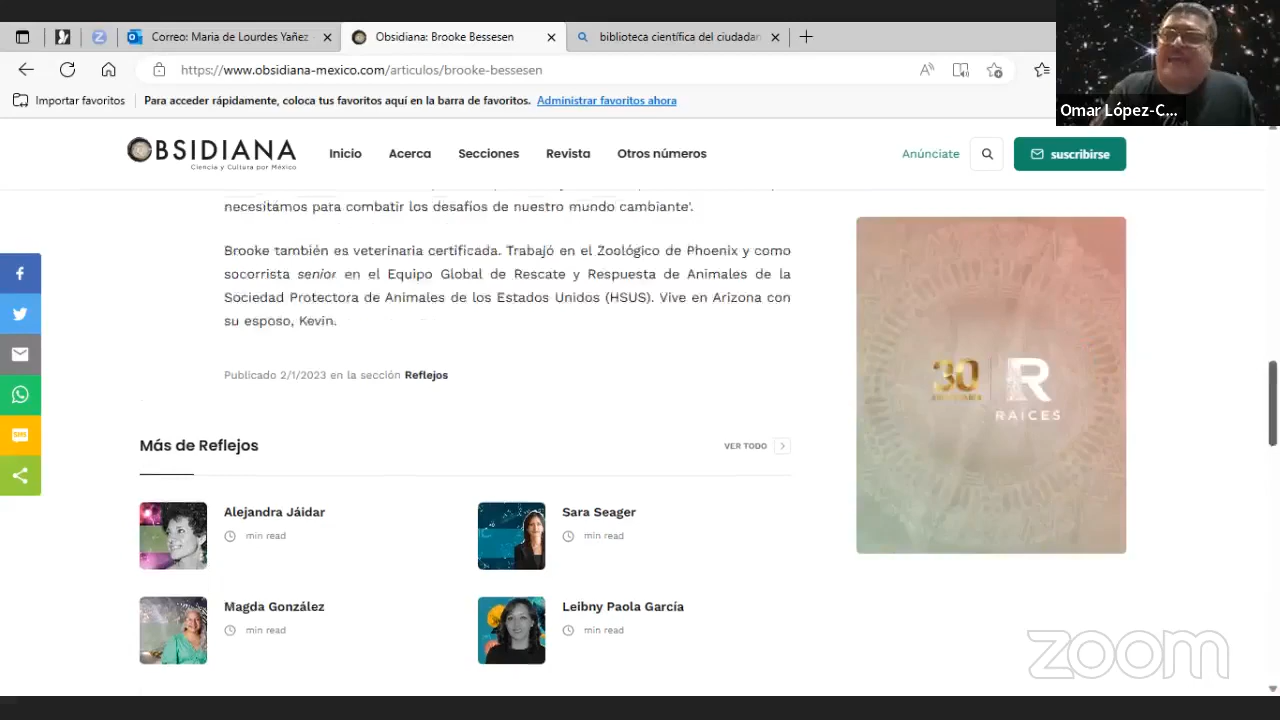 Correo: Maria de Lourdes Yañez
Obsidiana: Brooke Bessesen
biblioteca científica del ciudadan
https://www.obsidiana-mexico.com/articulos/brooke-bessesen
Importar favoritos
Para acceder rápidamente, coloca tus favoritos aquí en la barra de favoritos. Administrar favoritos ahora
Omar López-C...
OBSIDIANA
Ciencia y Cultura por México
Inicio
Acerca
Secciones
Revista
Otros números
Anúnciate
suscribirse
necesitamos para combatir los desafíos de nuestro mundo cambiante'.
Brooke también es veterinaria certificada. Trabajó en el Zoológico de Phoenix y como
socorrista senior en el Equipo Global de Rescate y Respuesta de Animales de la
Sociedad Protectora de Animales de los Estados Unidos (HSUS). Vive en Arizona con
su esposo, Kevin.
Publicado 2/1/2023 en la sección Reflejos
Más de Reflejos
VER TODO
Alejandra Jáidar
min read
Sara Seager
min read
Magda González
min read
Leibny Paola García
min read
30
R
RAÍCES
SMS
zoom